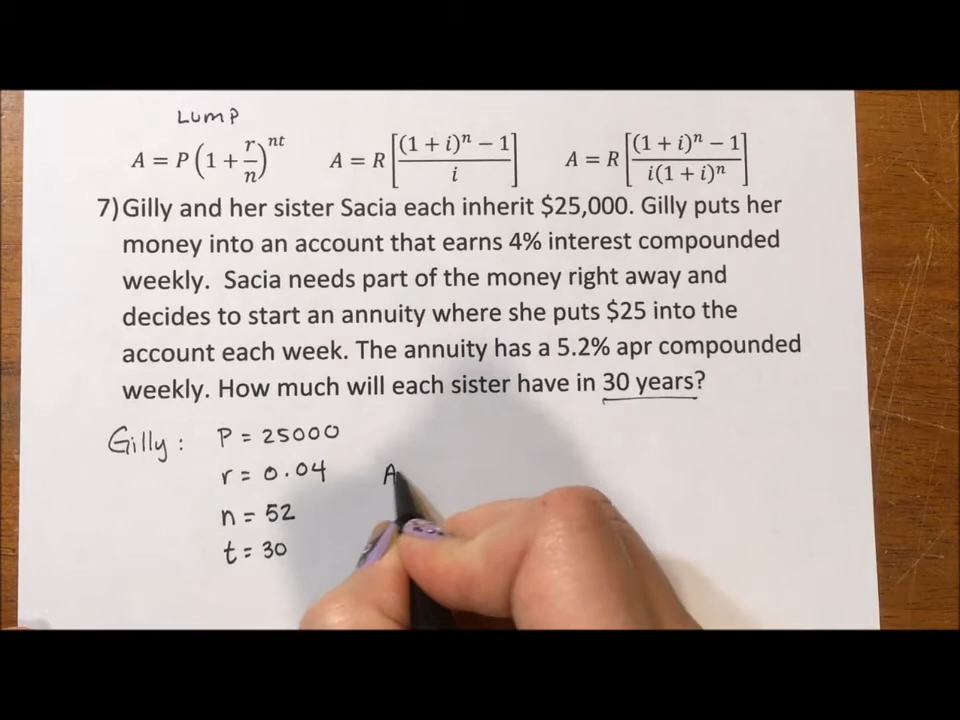 LUMP
A = P(1 + r/n)^nt A = R[((1 + i)^n − 1)/i] A = R[((1 + i)^n − 1)/(i(1 + i)^n)]
7) Gilly and her sister Sacia each inherit $25,000. Gilly puts her
money into an account that earns 4% interest compounded
weekly. Sacia needs part of the money right away and
decides to start an annuity where she puts $25 into the
account each week. The annuity has a 5.2% apr compounded
weekly. How much will each sister have in 30 years?
Gilly: P = 25000
r = 0.04 A
n = 52
t = 30